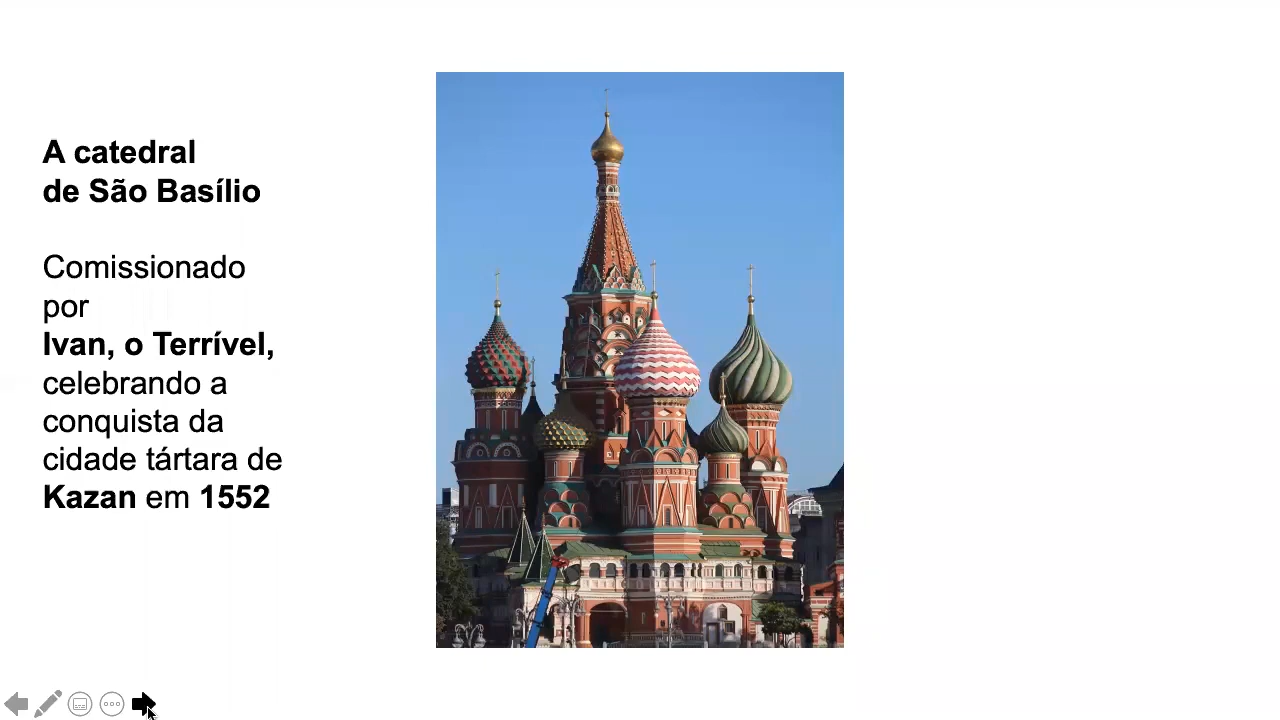 A catedral
de São Basílio
Comissionado
por
Ivan, o Terrível,
celebrando a
conquista da
cidade tártara de
Kazan em 1552